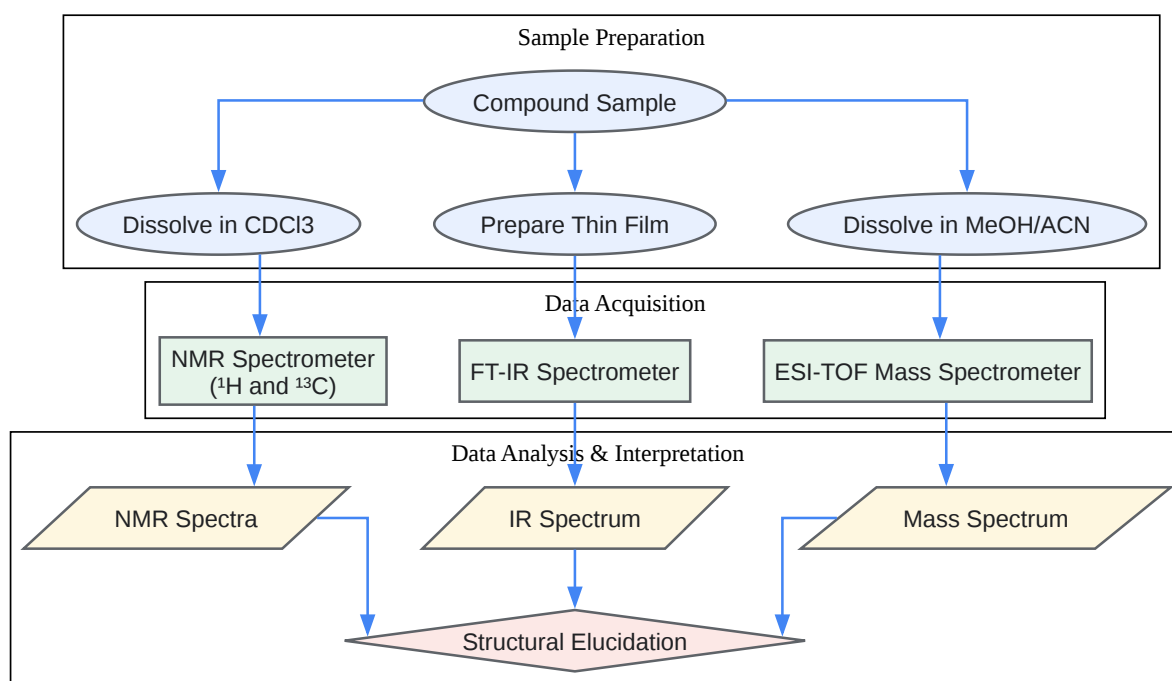 Sample Preparation
Compound Sample
Dissolve in CDCl3
Prepare Thin Film
Dissolve in MeOH/ACN
Data Acquisition
NMR Spectrometer
(¹H and ¹³C)
FT-IR Spectrometer
ESI-TOF Mass Spectrometer
Data Analysis & Interpretation
NMR Spectra
IR Spectrum
Mass Spectrum
Structural Elucidation